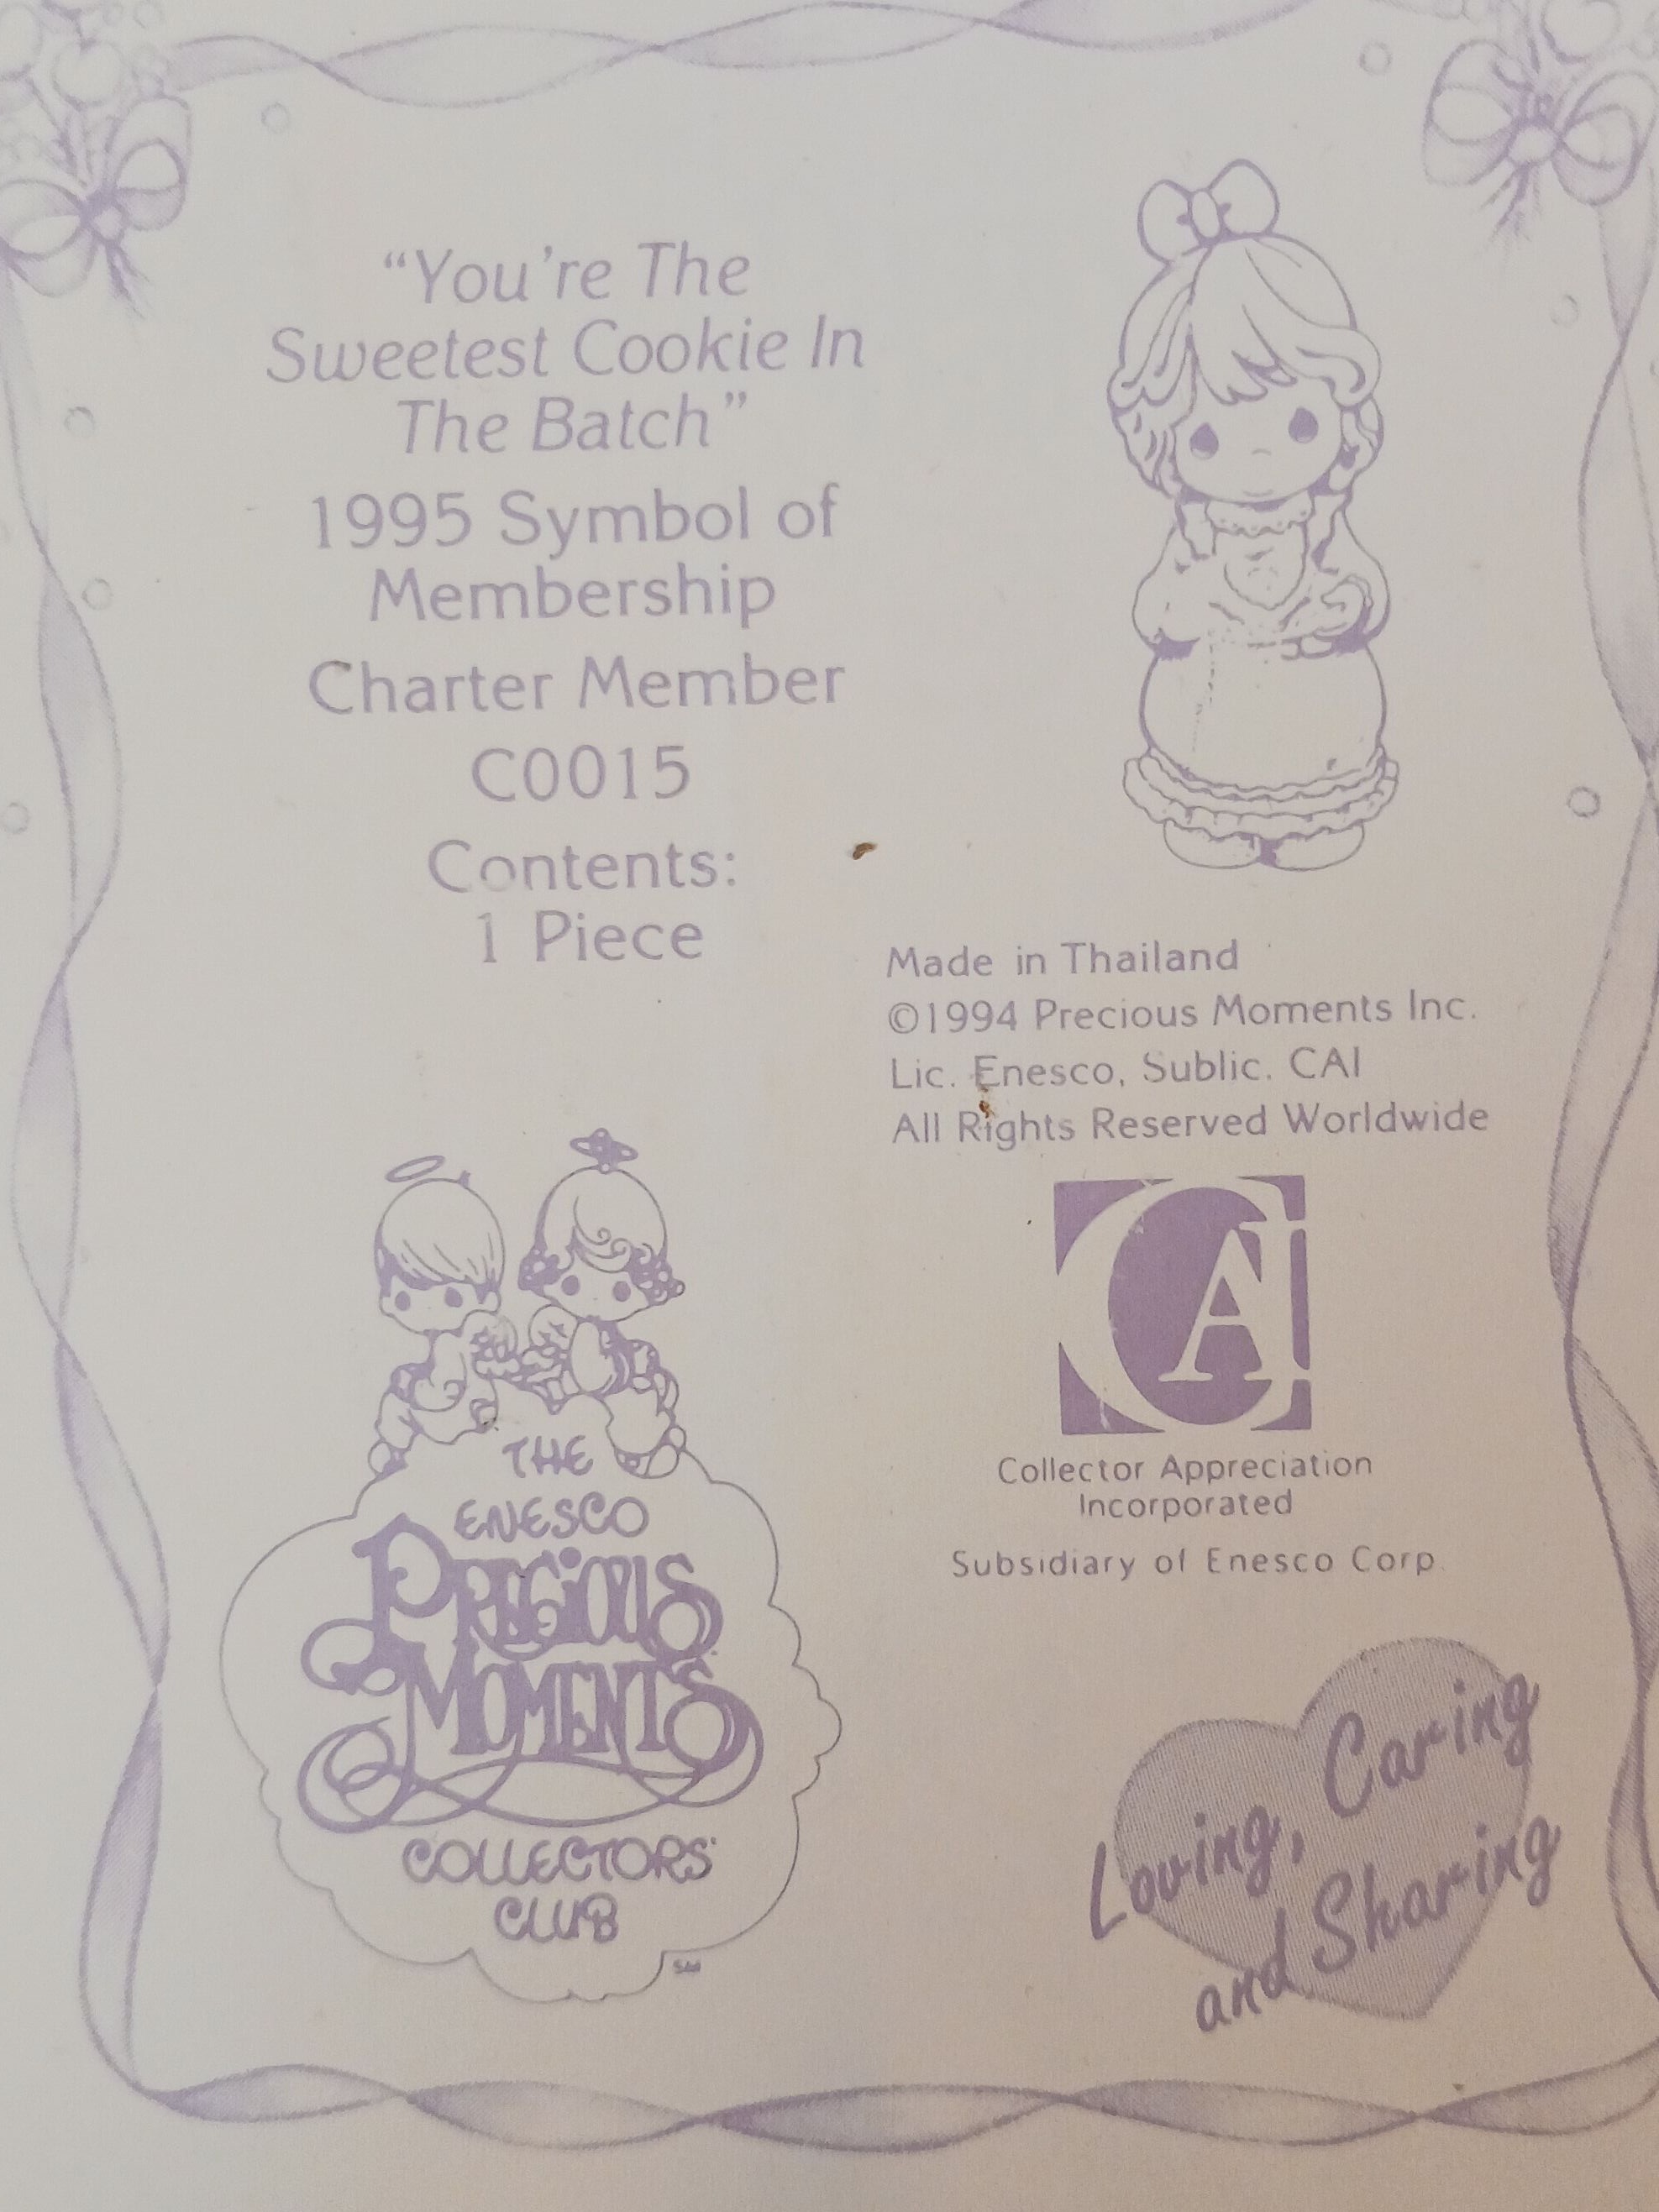 “You’re The
Sweetest Cookie In
The Batch”
1995 Symbol of
Membership
Charter Member
C0015
Contents:
1 Piece
Made in Thailand
©1994 Precious Moments Inc.
Lic. Enesco, Sublic. CAI
All Rights Reserved Worldwide
CAI
Collector Appreciation
Incorporated
Subsidiary of Enesco Corp.
THE
ENESCO
PRECIOUS
MOMENTS
COLLECTORS'
CLUB
SM
Loving, Caring
and Sharing